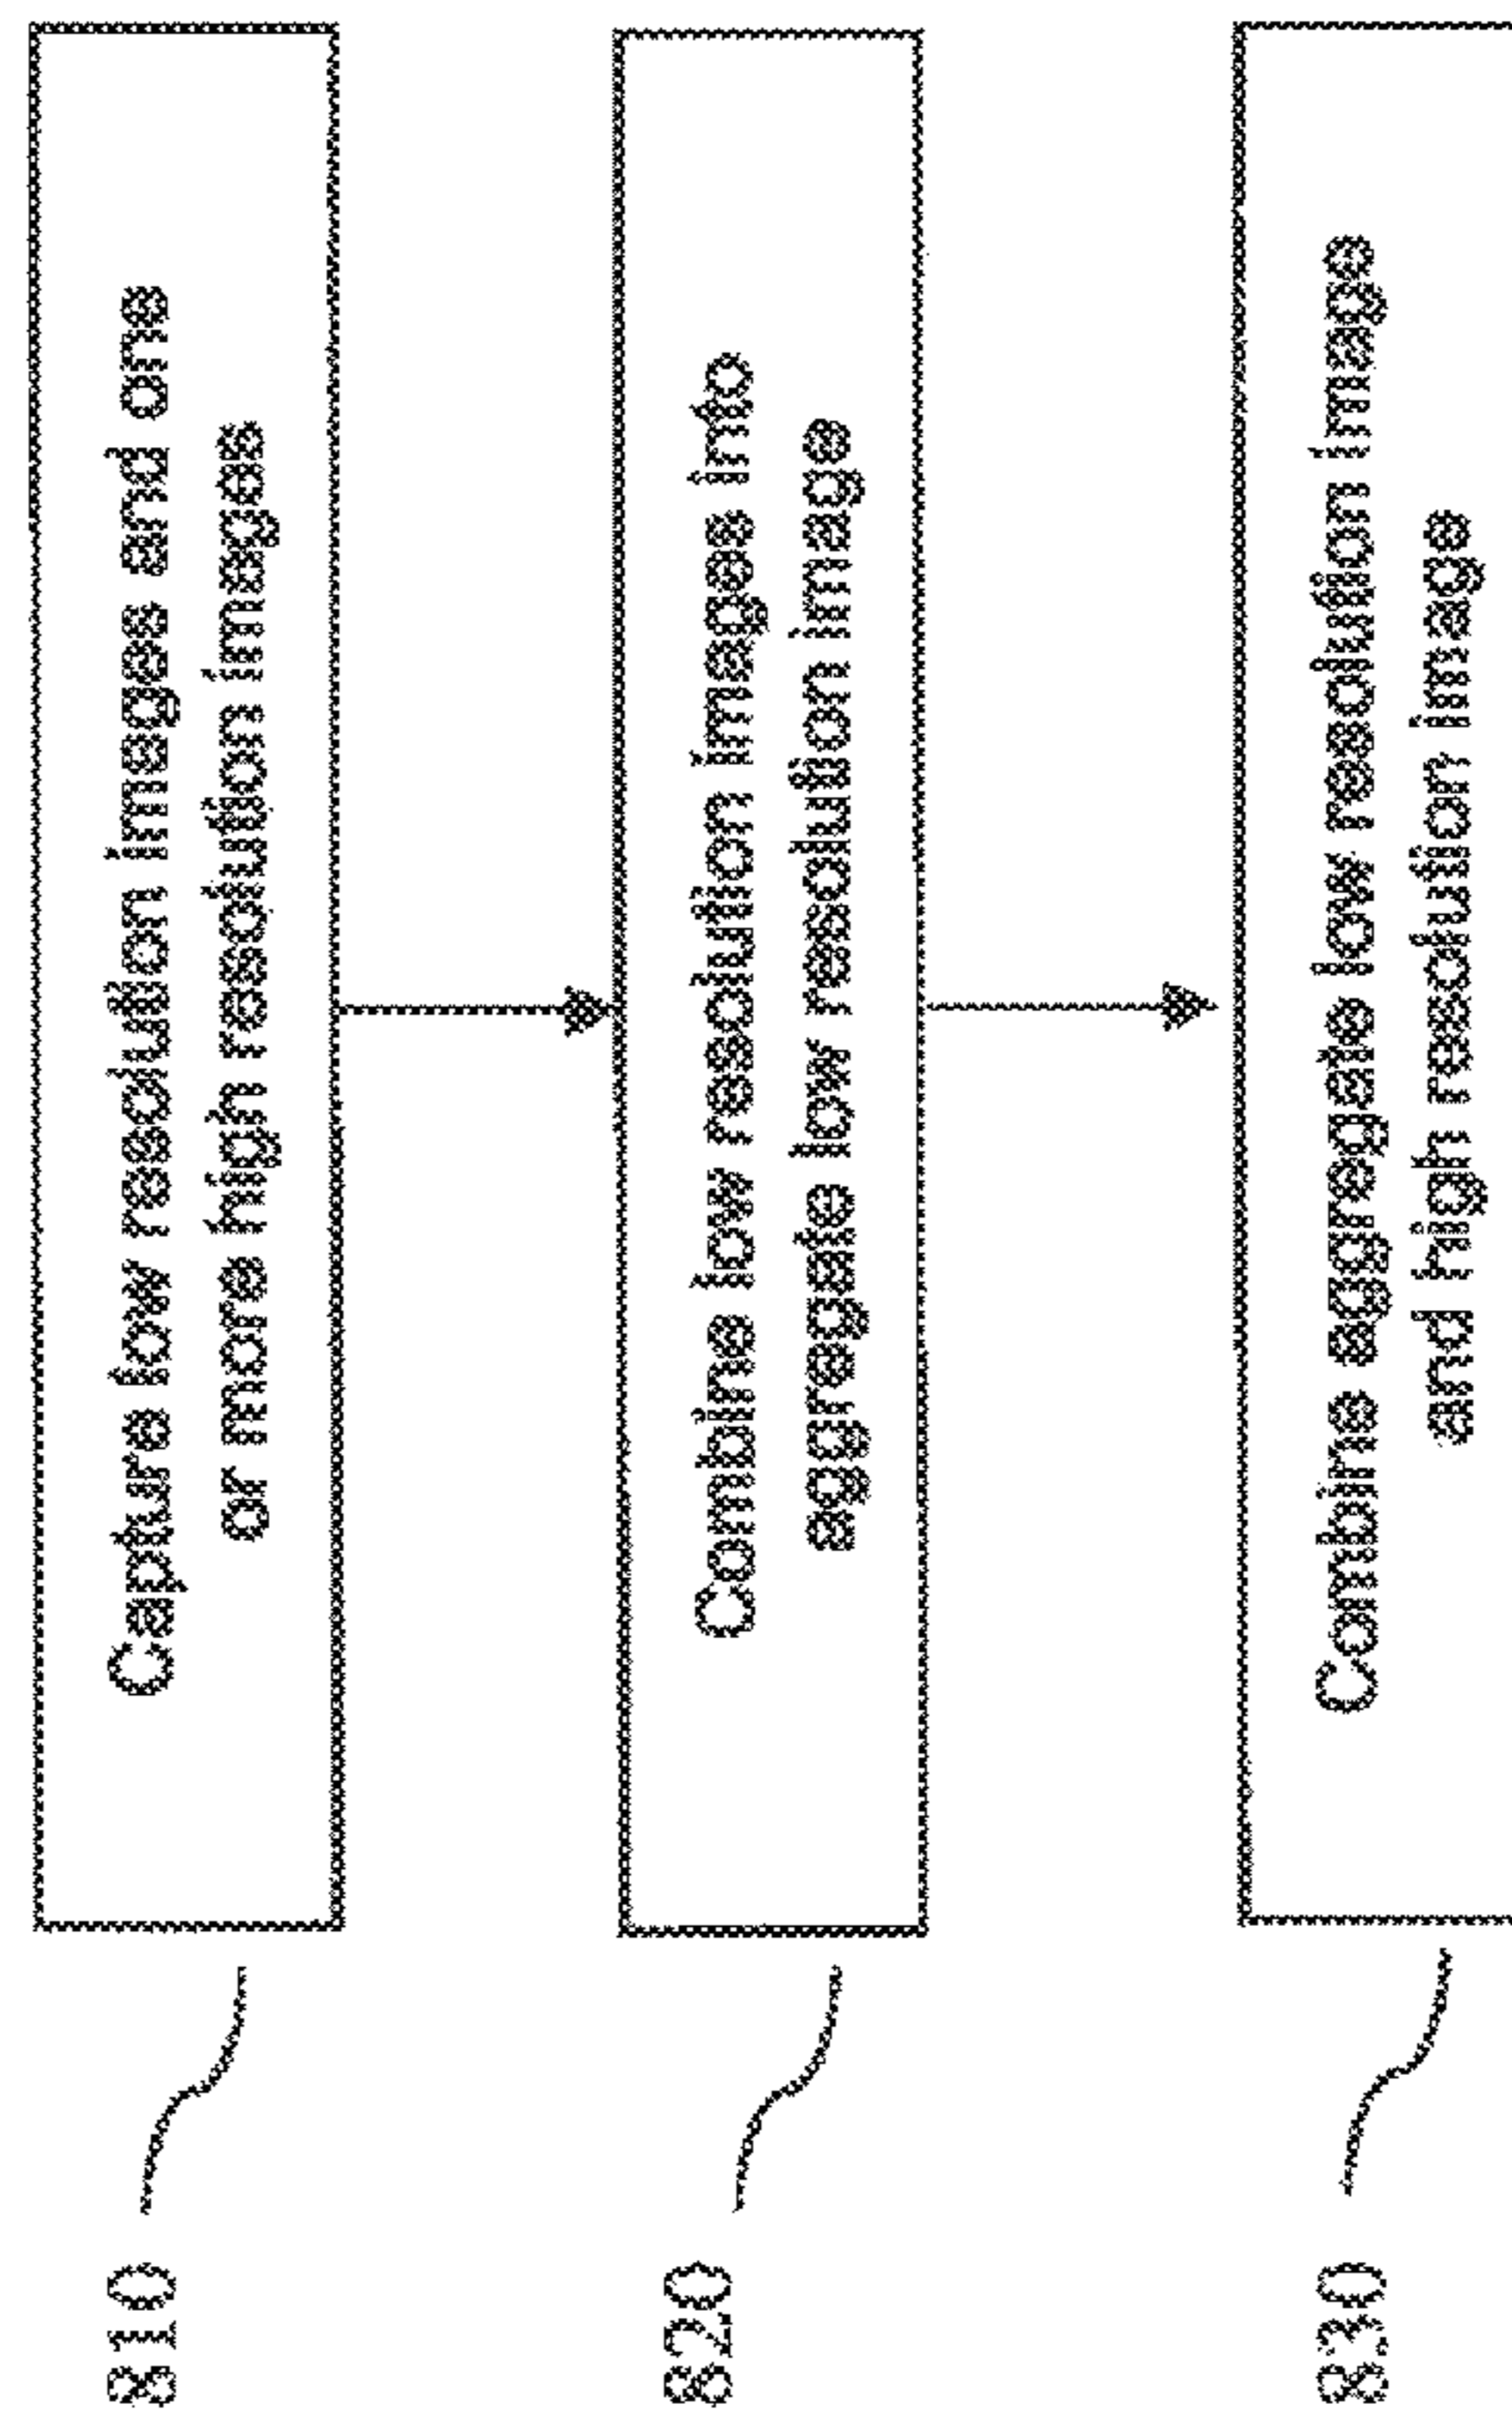 810
Capture low resolution images and one
or more high resolution images
820
Combine low resolution images into
aggregate low resolution image
830
Combine aggregate low resolution image
and high resolution image